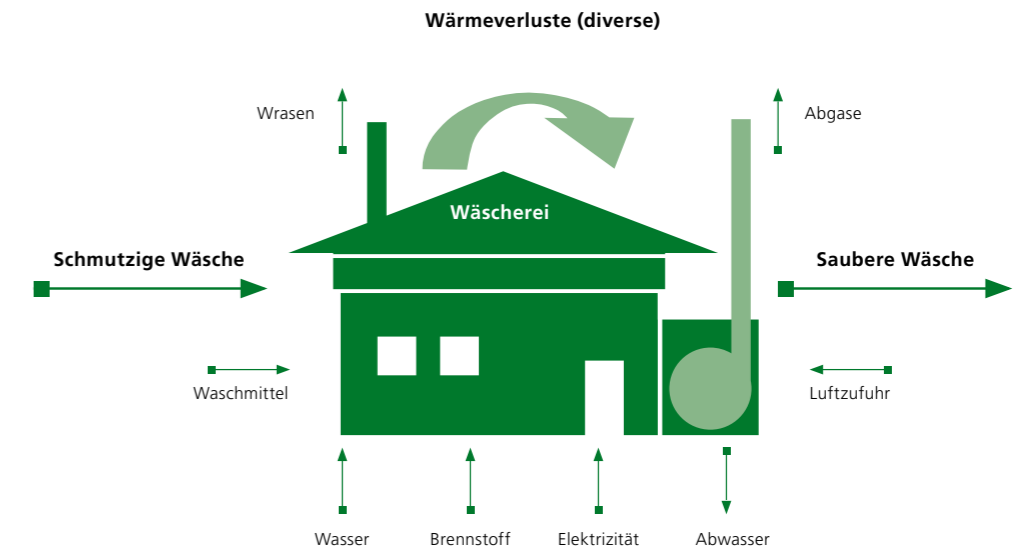 Wärmeverluste (diverse)
Wrasen
Abgase
Wäscherei
Schmutzige Wäsche
Saubere Wäsche
Waschmittel
Luftzufuhr
Wasser
Brennstoff
Elektrizität
Abwasser